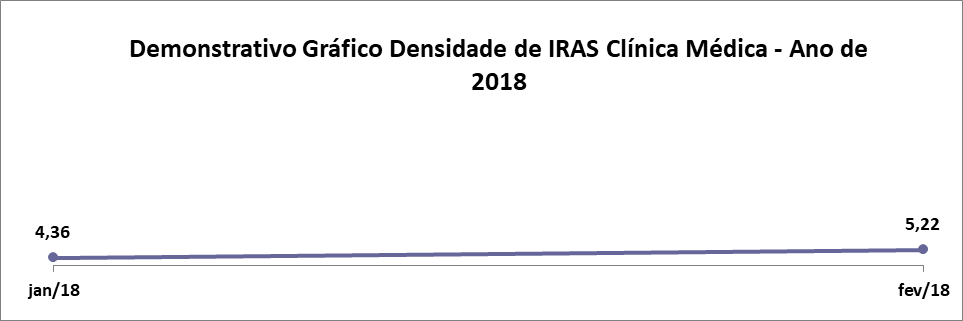 Demonstrativo Gráfico Densidade de IRAS Clínica Médica - Ano de
2018
4,36
5,22
jan/18
fev/18